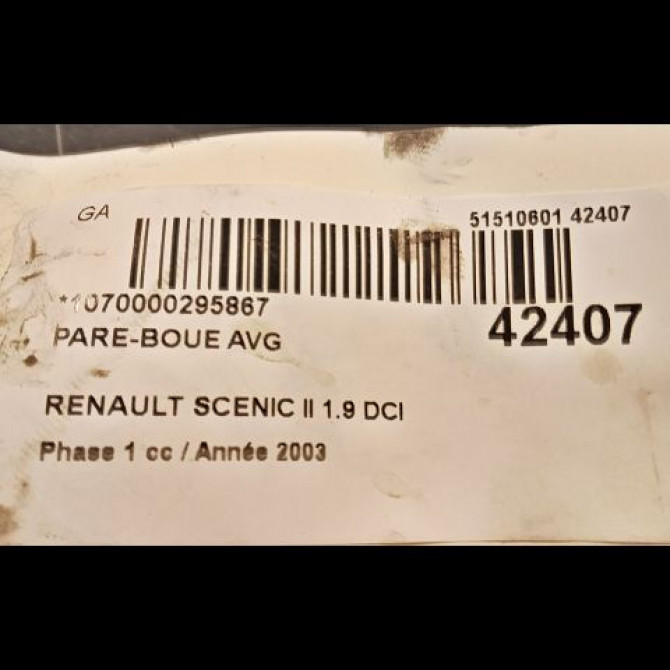 GA
51510601 42407
*1070000295867
42407
PARE-BOUE AVG
RENAULT SCENIC II 1.9 DCI
Phase 1 cc / Année 2003